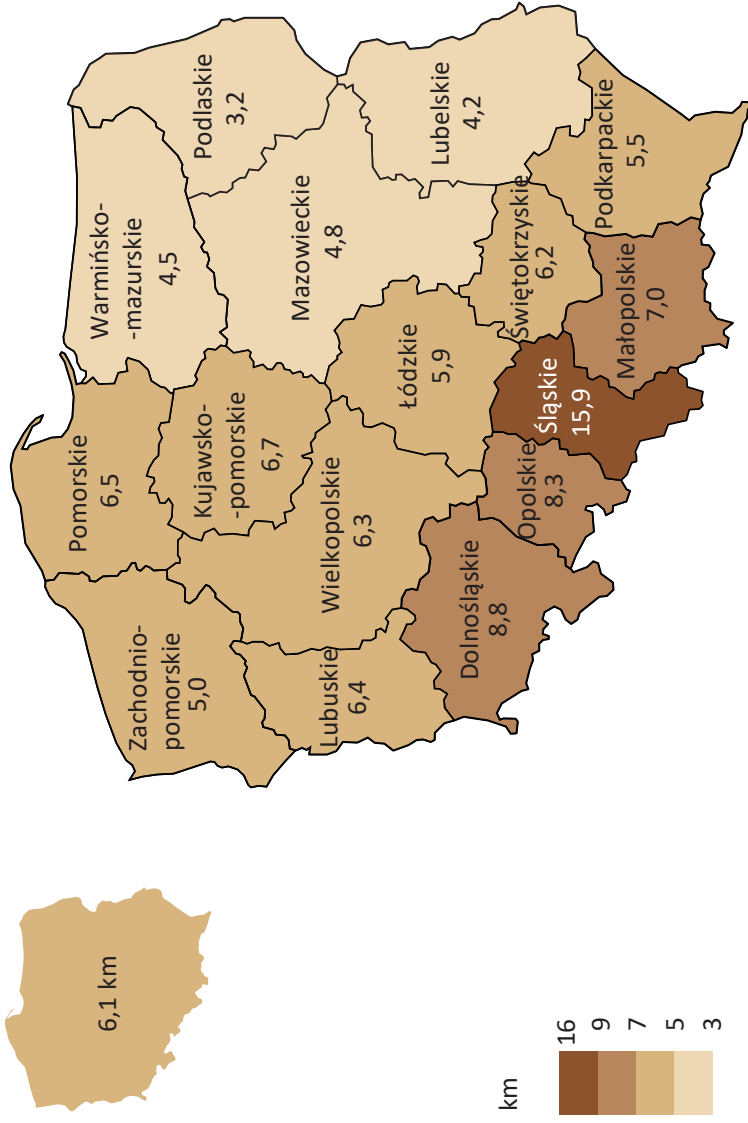 6,1 km
km
16
9
7
5
3
Pomorskie
6,5
Warmińsko-
-mazurskie
4,5
Podlaskie
3,2
Zachodnio-
pomorskie
5,0
Kujawsko-
-pomorskie
6,7
Mazowieckie
4,8
Lubuskie
6,4
Wielkopolskie
6,3
Łódzkie
5,9
Lubelskie
4,2
Dolnośląskie
8,8
Opolskie
8,3
Śląskie
15,9
Świętokrzyskie
6,2
Małopolskie
7,0
Podkarpackie
5,5